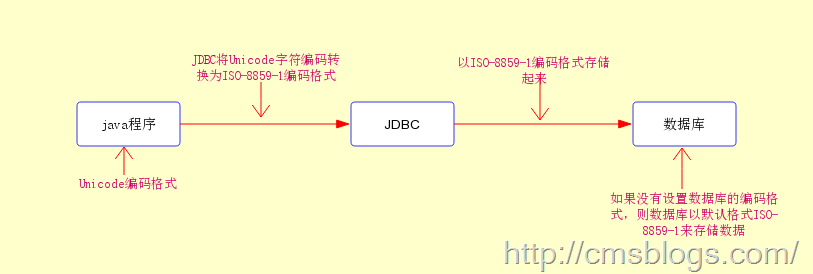 JDBC将Unicode字符编码转
换为ISO-8859-1编码格式
以ISO-8859-1编码格式存储
起来
java程序
JDBC
数据库
Unicode编码格式
如果没有设置数据库的编码格
式，则数据库以默认格式ISO-
8859-1来存储数据
http://cmsblogs.com/